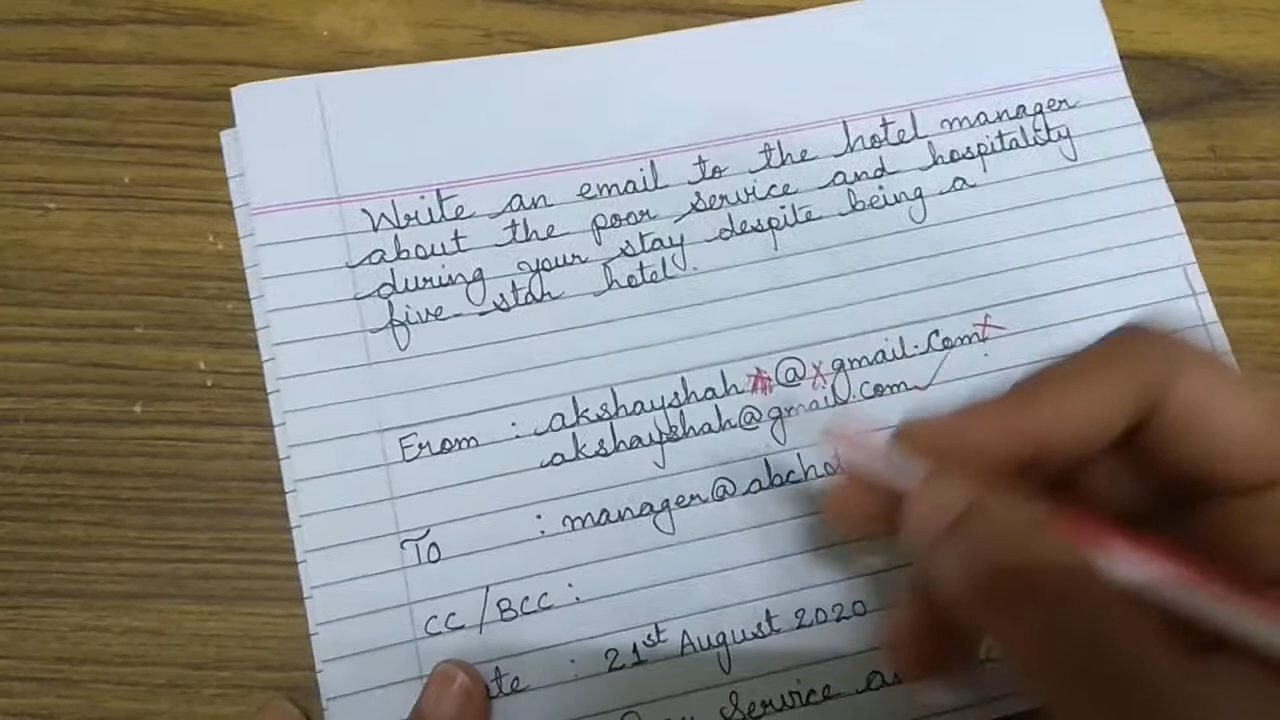 Write an email to the hotel manager
about the poor service and hospitality
during your stay despite being a
five star hotel.
From : akshayshah @ gmail.com
akshayshah@gmail.com
To : manager@abcho
CC/BCC :
: 21st August 2020
Service